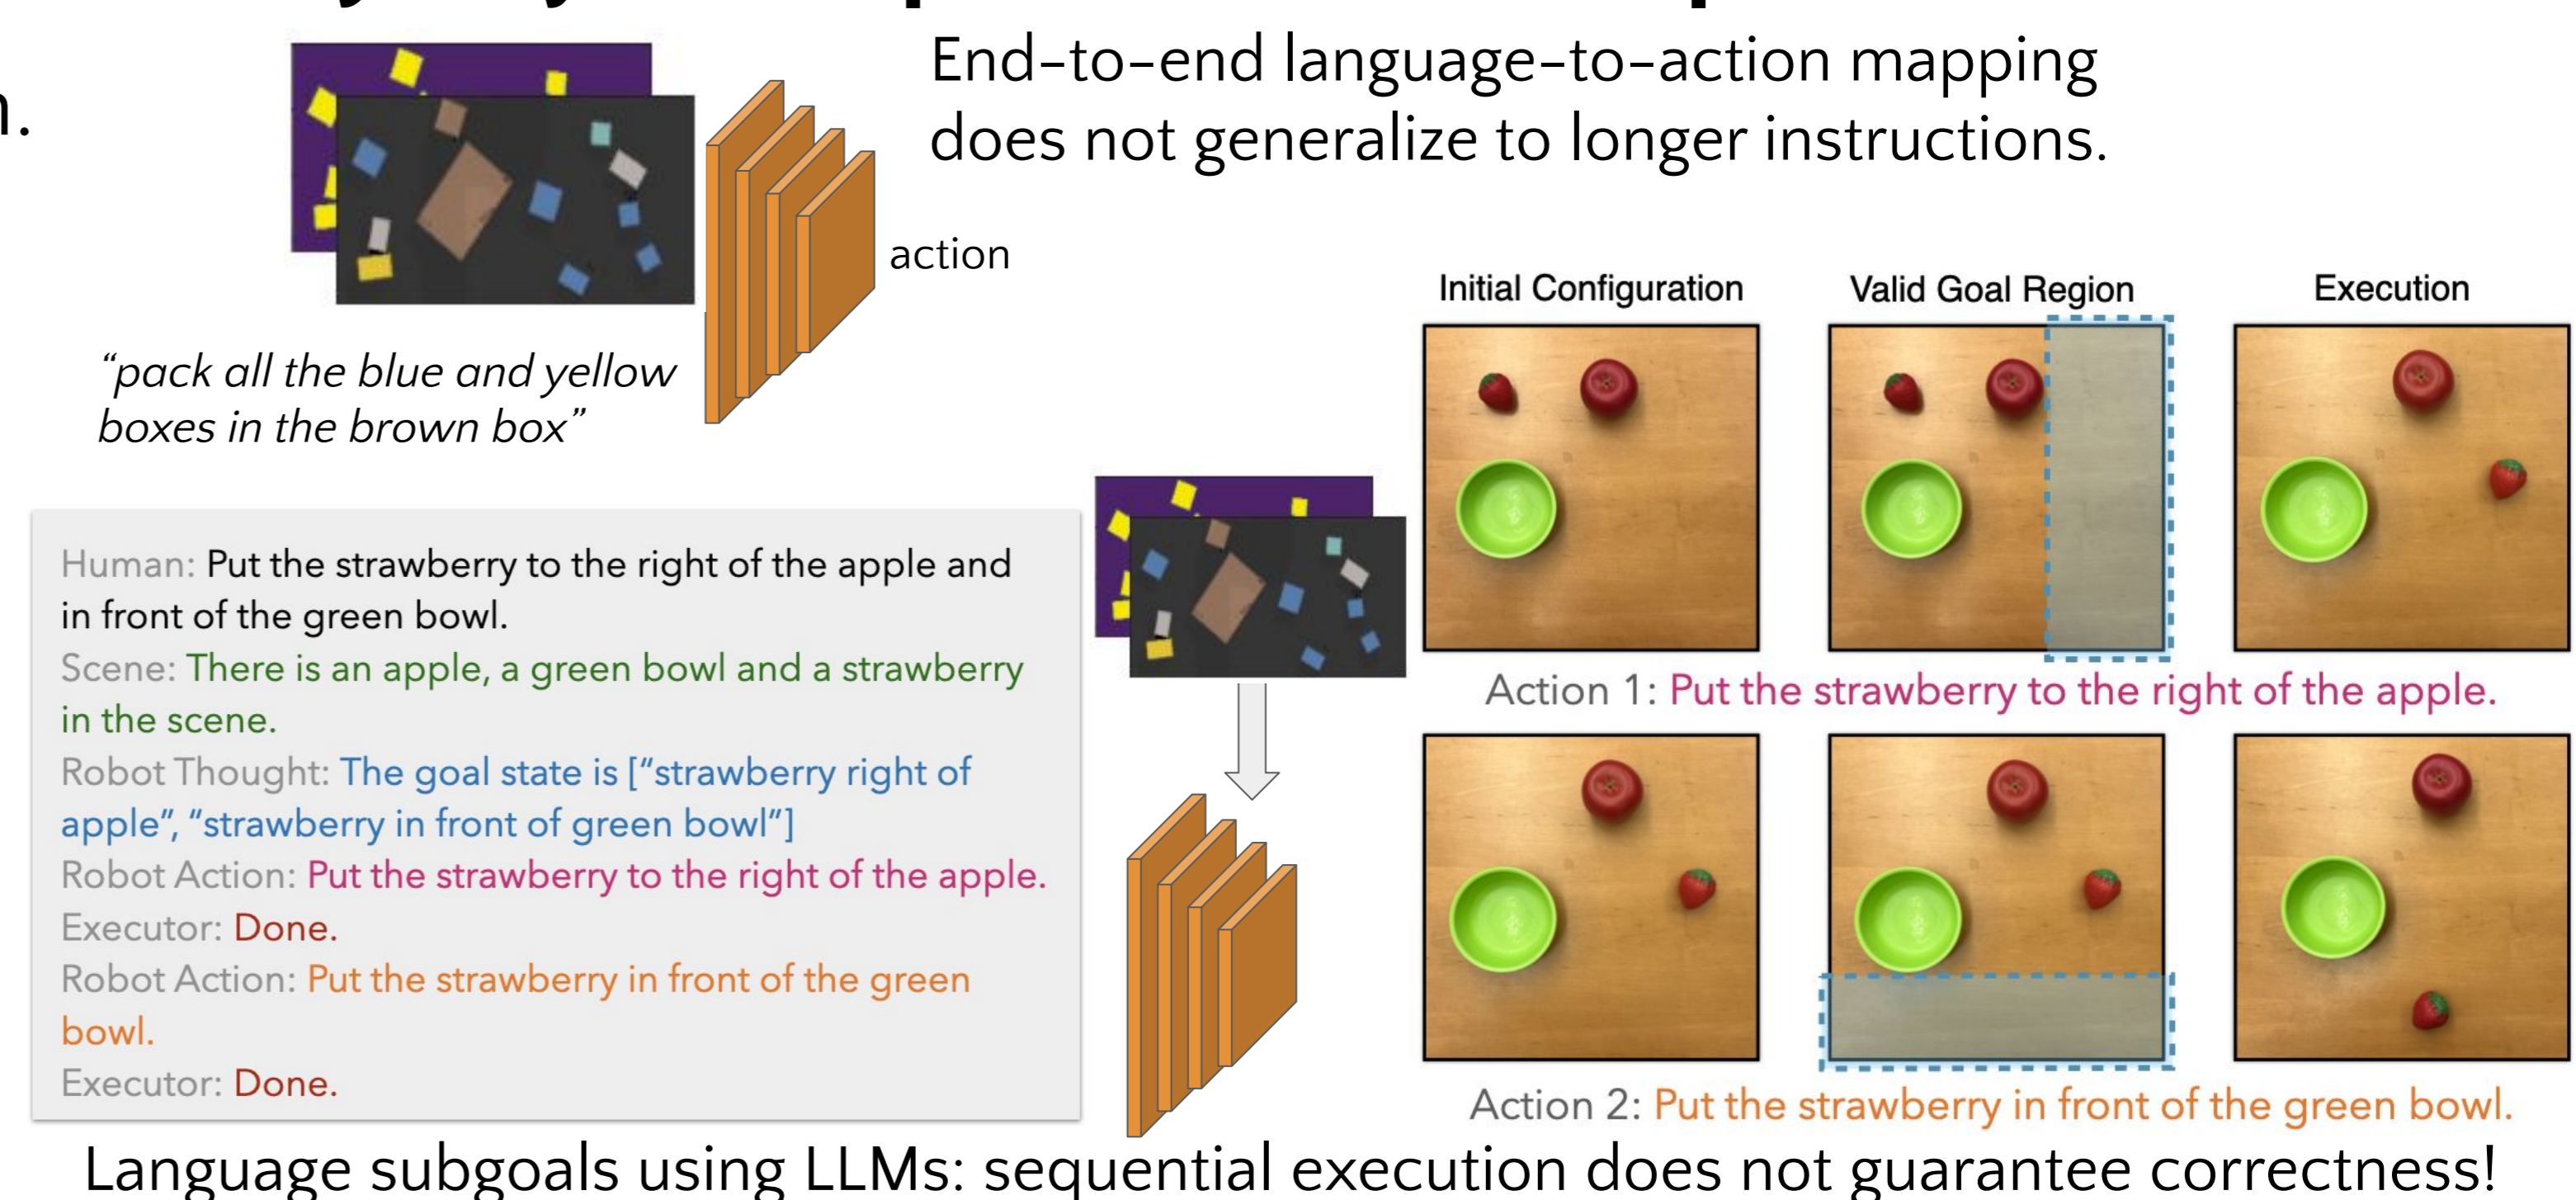 n.
End-to-end language-to-action mapping
does not generalize to longer instructions.
action
“pack all the blue and yellow
boxes in the brown box”
Human: Put the strawberry to the right of the apple and
in front of the green bowl.
Scene: There is an apple, a green bowl and a strawberry
in the scene.
Robot Thought: The goal state is [“strawberry right of
apple”, “strawberry in front of green bowl”]
Robot Action: Put the strawberry to the right of the apple.
Executor: Done.
Robot Action: Put the strawberry in front of the green
bowl.
Executor: Done.
Initial Configuration
Valid Goal Region
Execution
Action 1: Put the strawberry to the right of the apple.
Action 2: Put the strawberry in front of the green bowl.
Language subgoals using LLMs: sequential execution does not guarantee correctness!